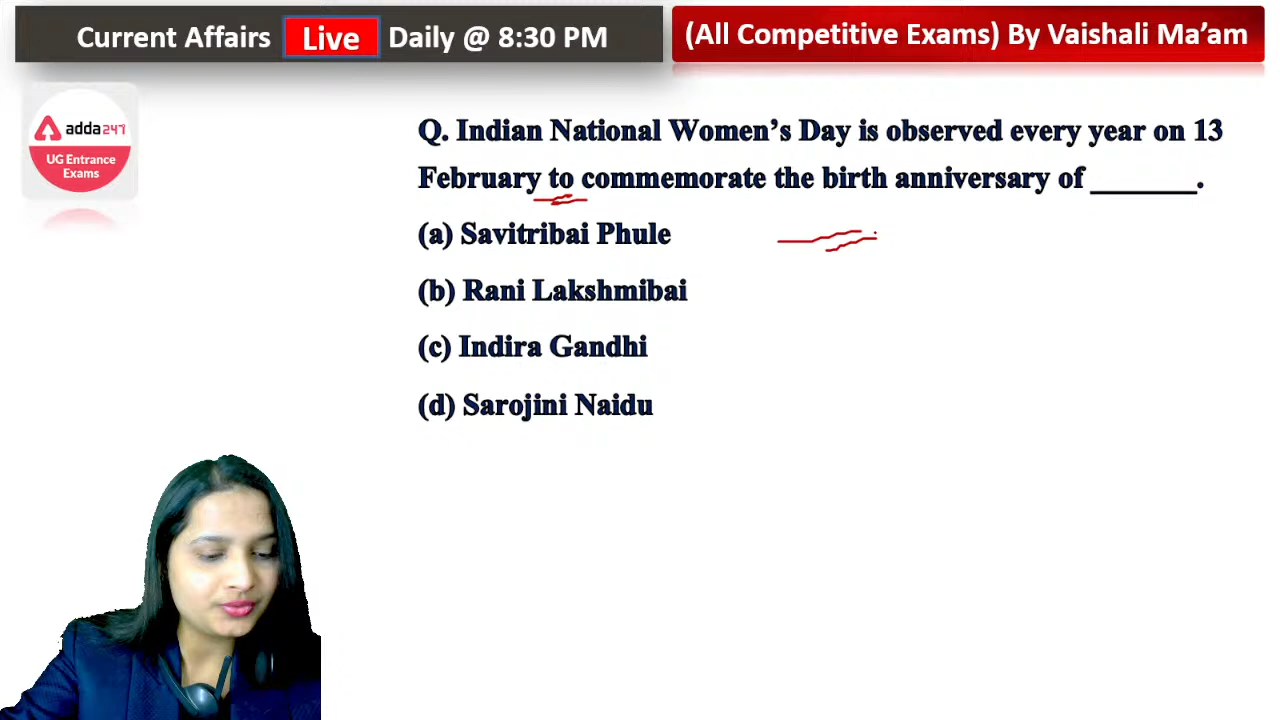 Current Affairs Live Daily @ 8:30 PM
(All Competitive Exams) By Vaishali Ma’am
adda247
UG Entrance
Exams
Q. Indian National Women’s Day is observed every year on 13
February to commemorate the birth anniversary of _______.
(a) Savitribai Phule
(b) Rani Lakshmibai
(c) Indira Gandhi
(d) Sarojini Naidu